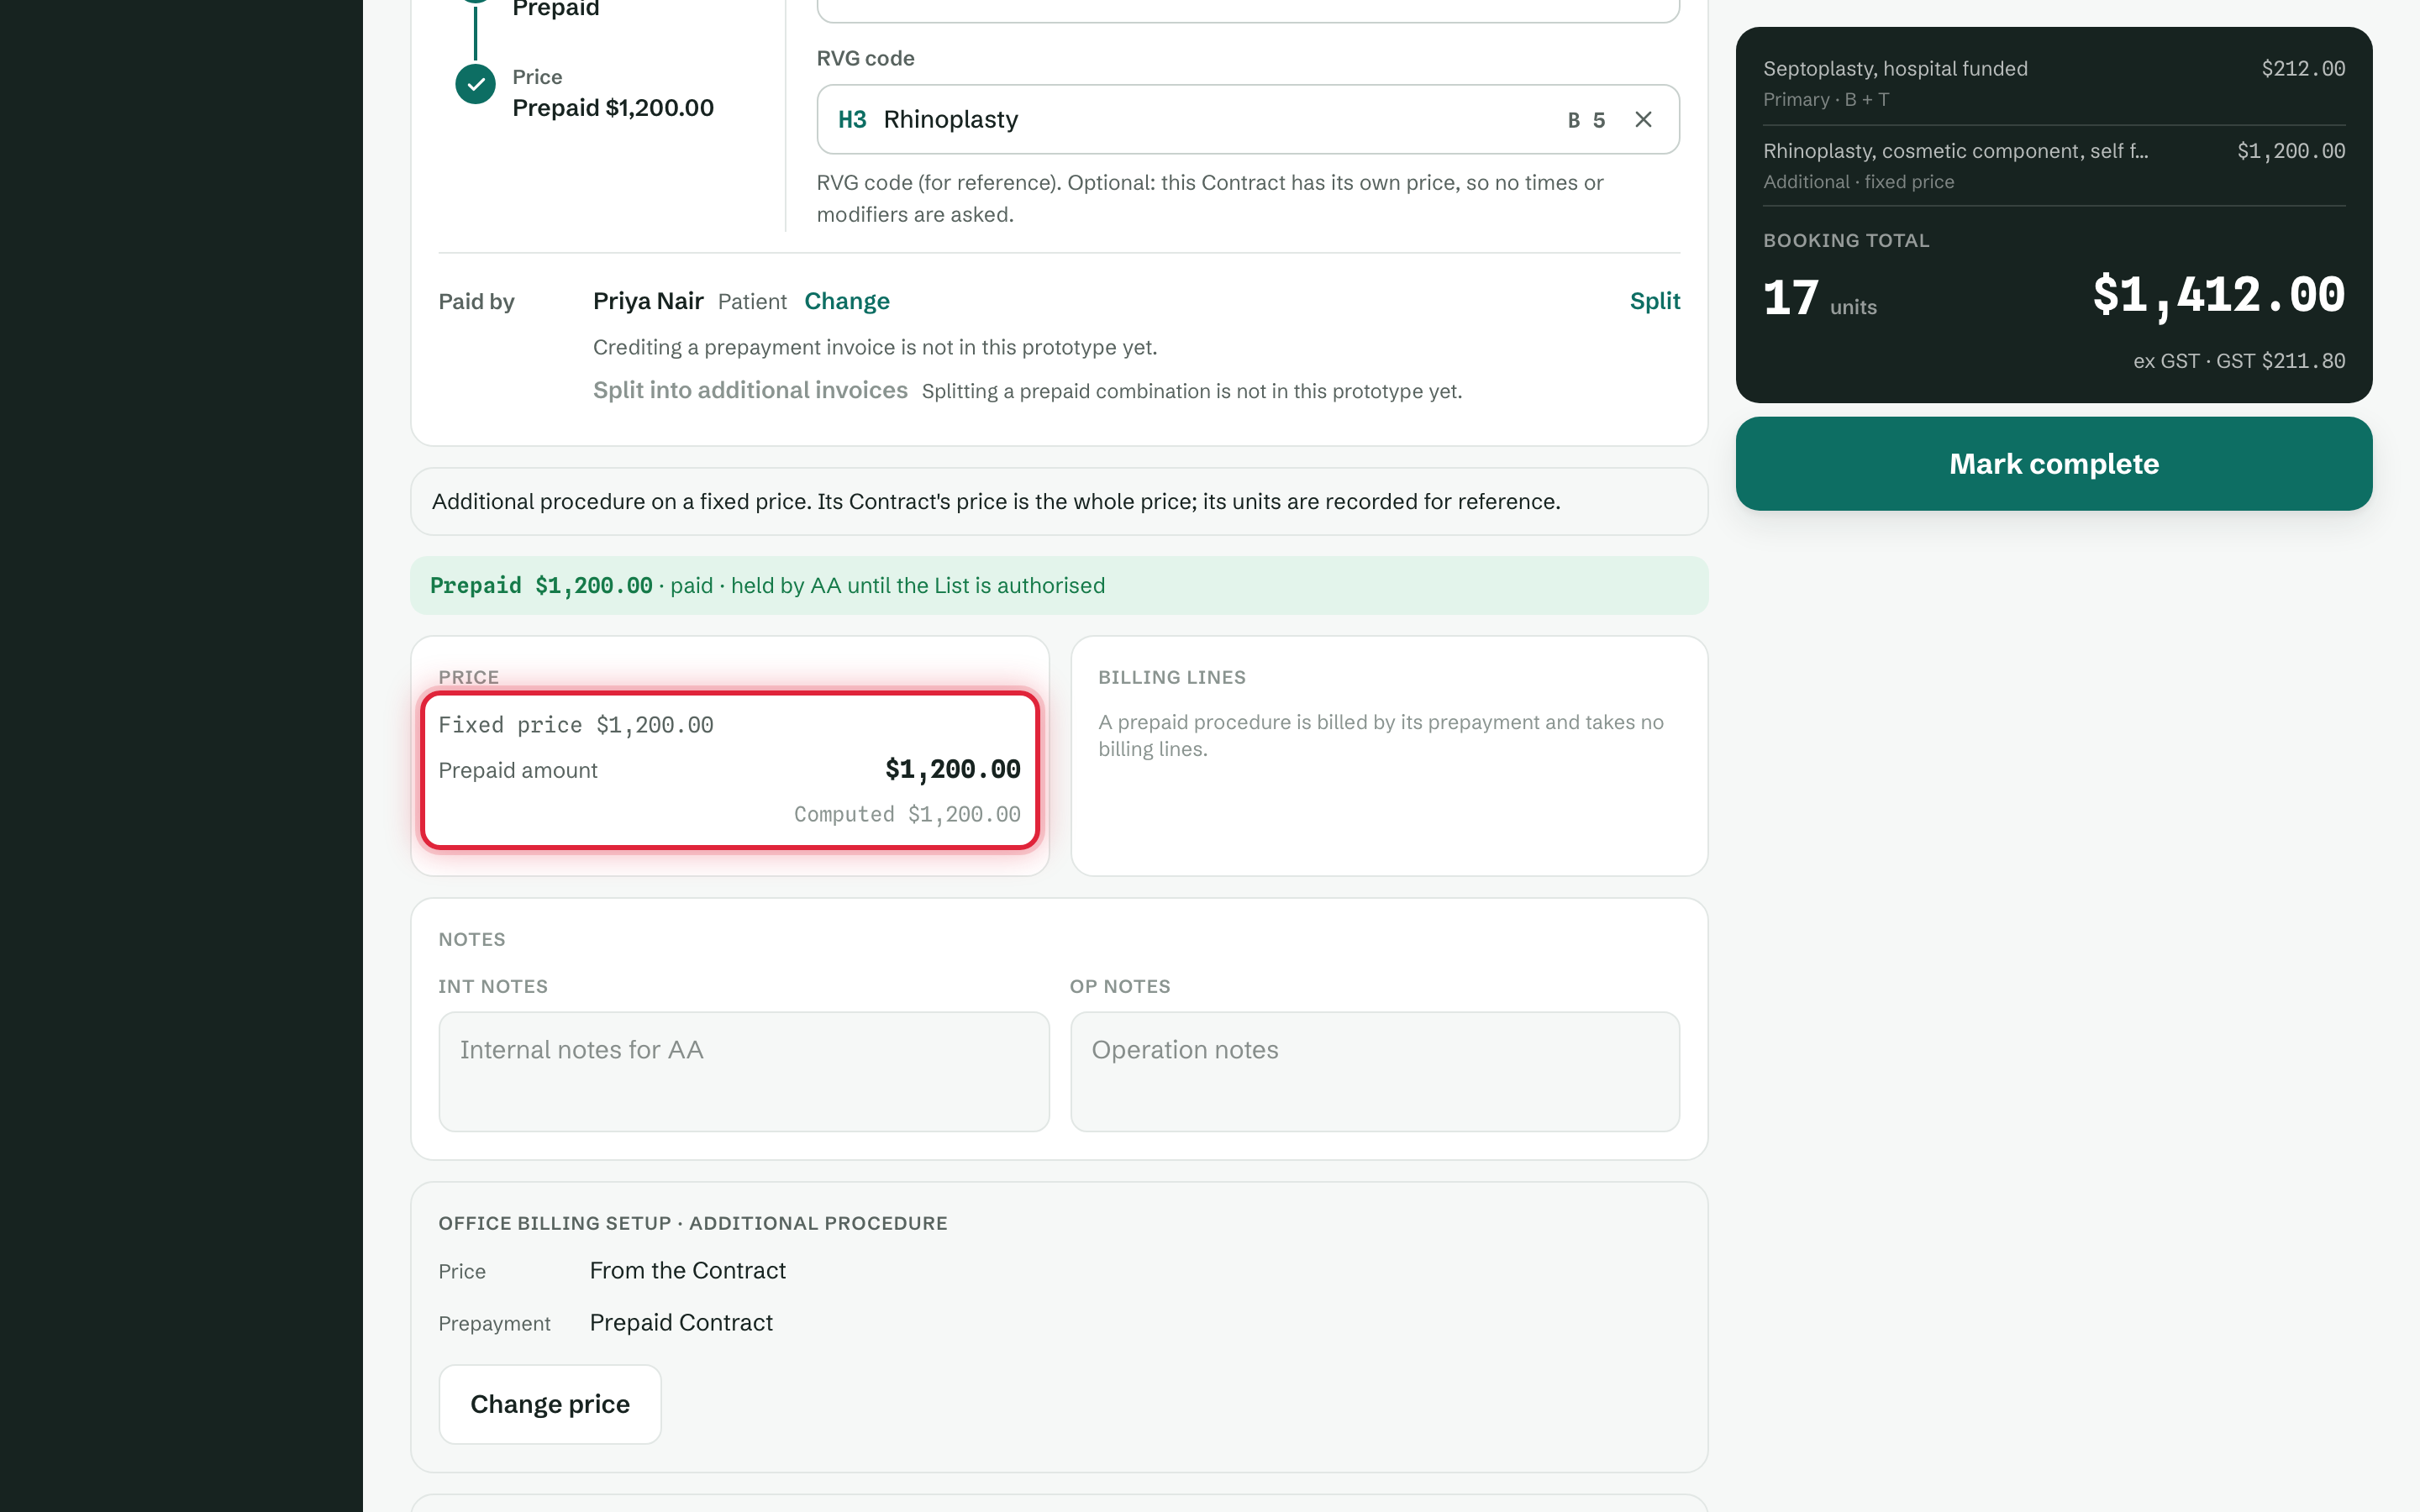 Prepaid
Price
Prepaid $1,200.00
RVG code
H3 Rhinoplasty B 5
RVG code (for reference). Optional: this Contract has its own price, so no times or
modifiers are asked.
Paid by Priya Nair Patient Change Split
Crediting a prepayment invoice is not in this prototype yet.
Split into additional invoices Splitting a prepaid combination is not in this prototype yet.
Additional procedure on a fixed price. Its Contract's price is the whole price; its units are recorded for reference.
Prepaid $1,200.00 · paid · held by AA until the List is authorised
PRICE
Fixed price $1,200.00
Prepaid amount $1,200.00
Computed $1,200.00
BILLING LINES
A prepaid procedure is billed by its prepayment and takes no
billing lines.
NOTES
INT NOTES
Internal notes for AA
OP NOTES
Operation notes
OFFICE BILLING SETUP · ADDITIONAL PROCEDURE
Price From the Contract
Prepayment Prepaid Contract
Change price
Septoplasty, hospital funded $212.00
Primary · B + T
Rhinoplasty, cosmetic component, self f... $1,200.00
Additional · fixed price
BOOKING TOTAL
17 units $1,412.00
ex GST · GST $211.80
Mark complete